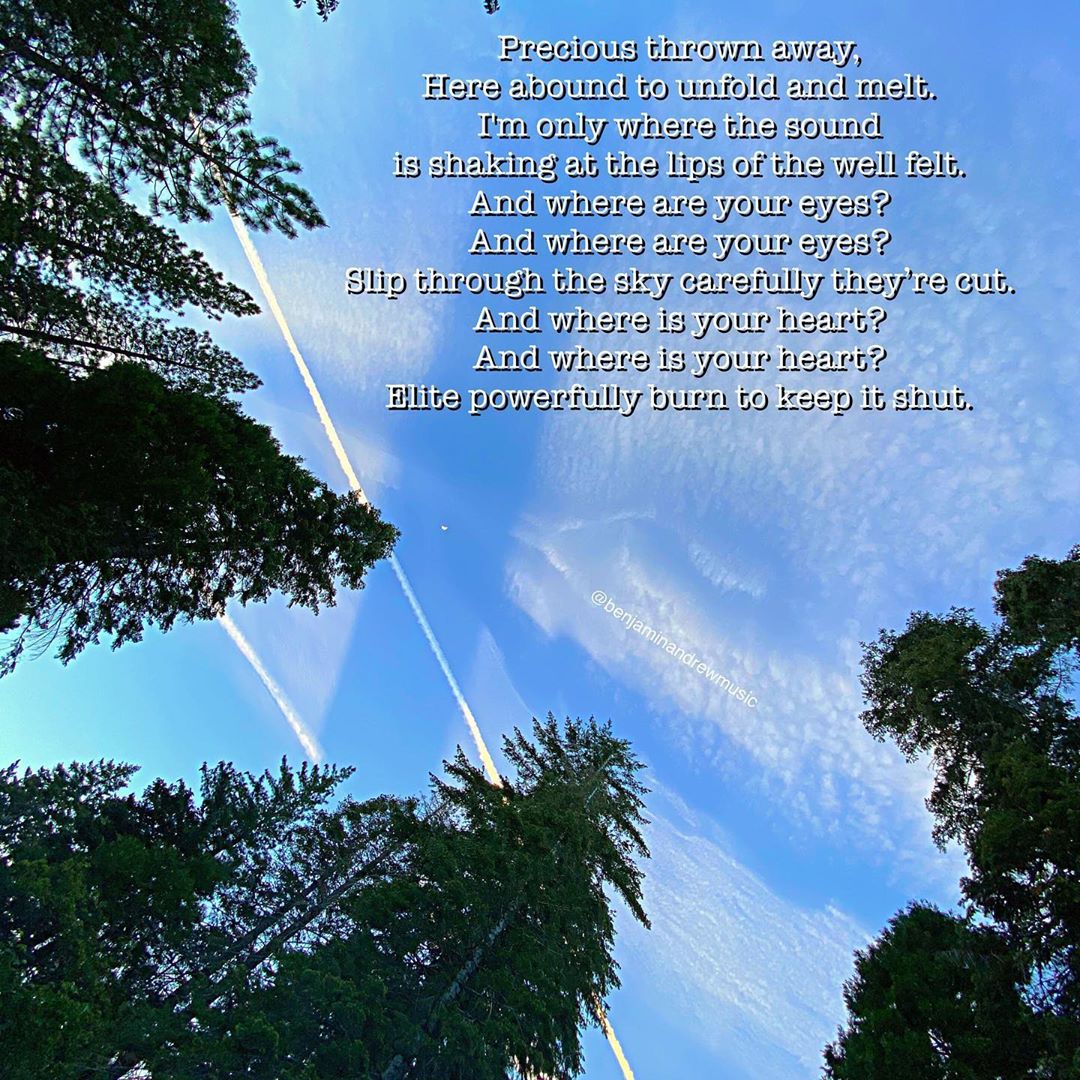 Precious thrown away,
Here abound to unfold and melt.
I'm only where the sound
is shaking at the lips of the well felt.
And where are your eyes?
And where are your eyes?
Slip through the sky carefully they’re cut.
And where is your heart?
And where is your heart?
Elite powerfully burn to keep it shut.
@benjaminandrewmusic